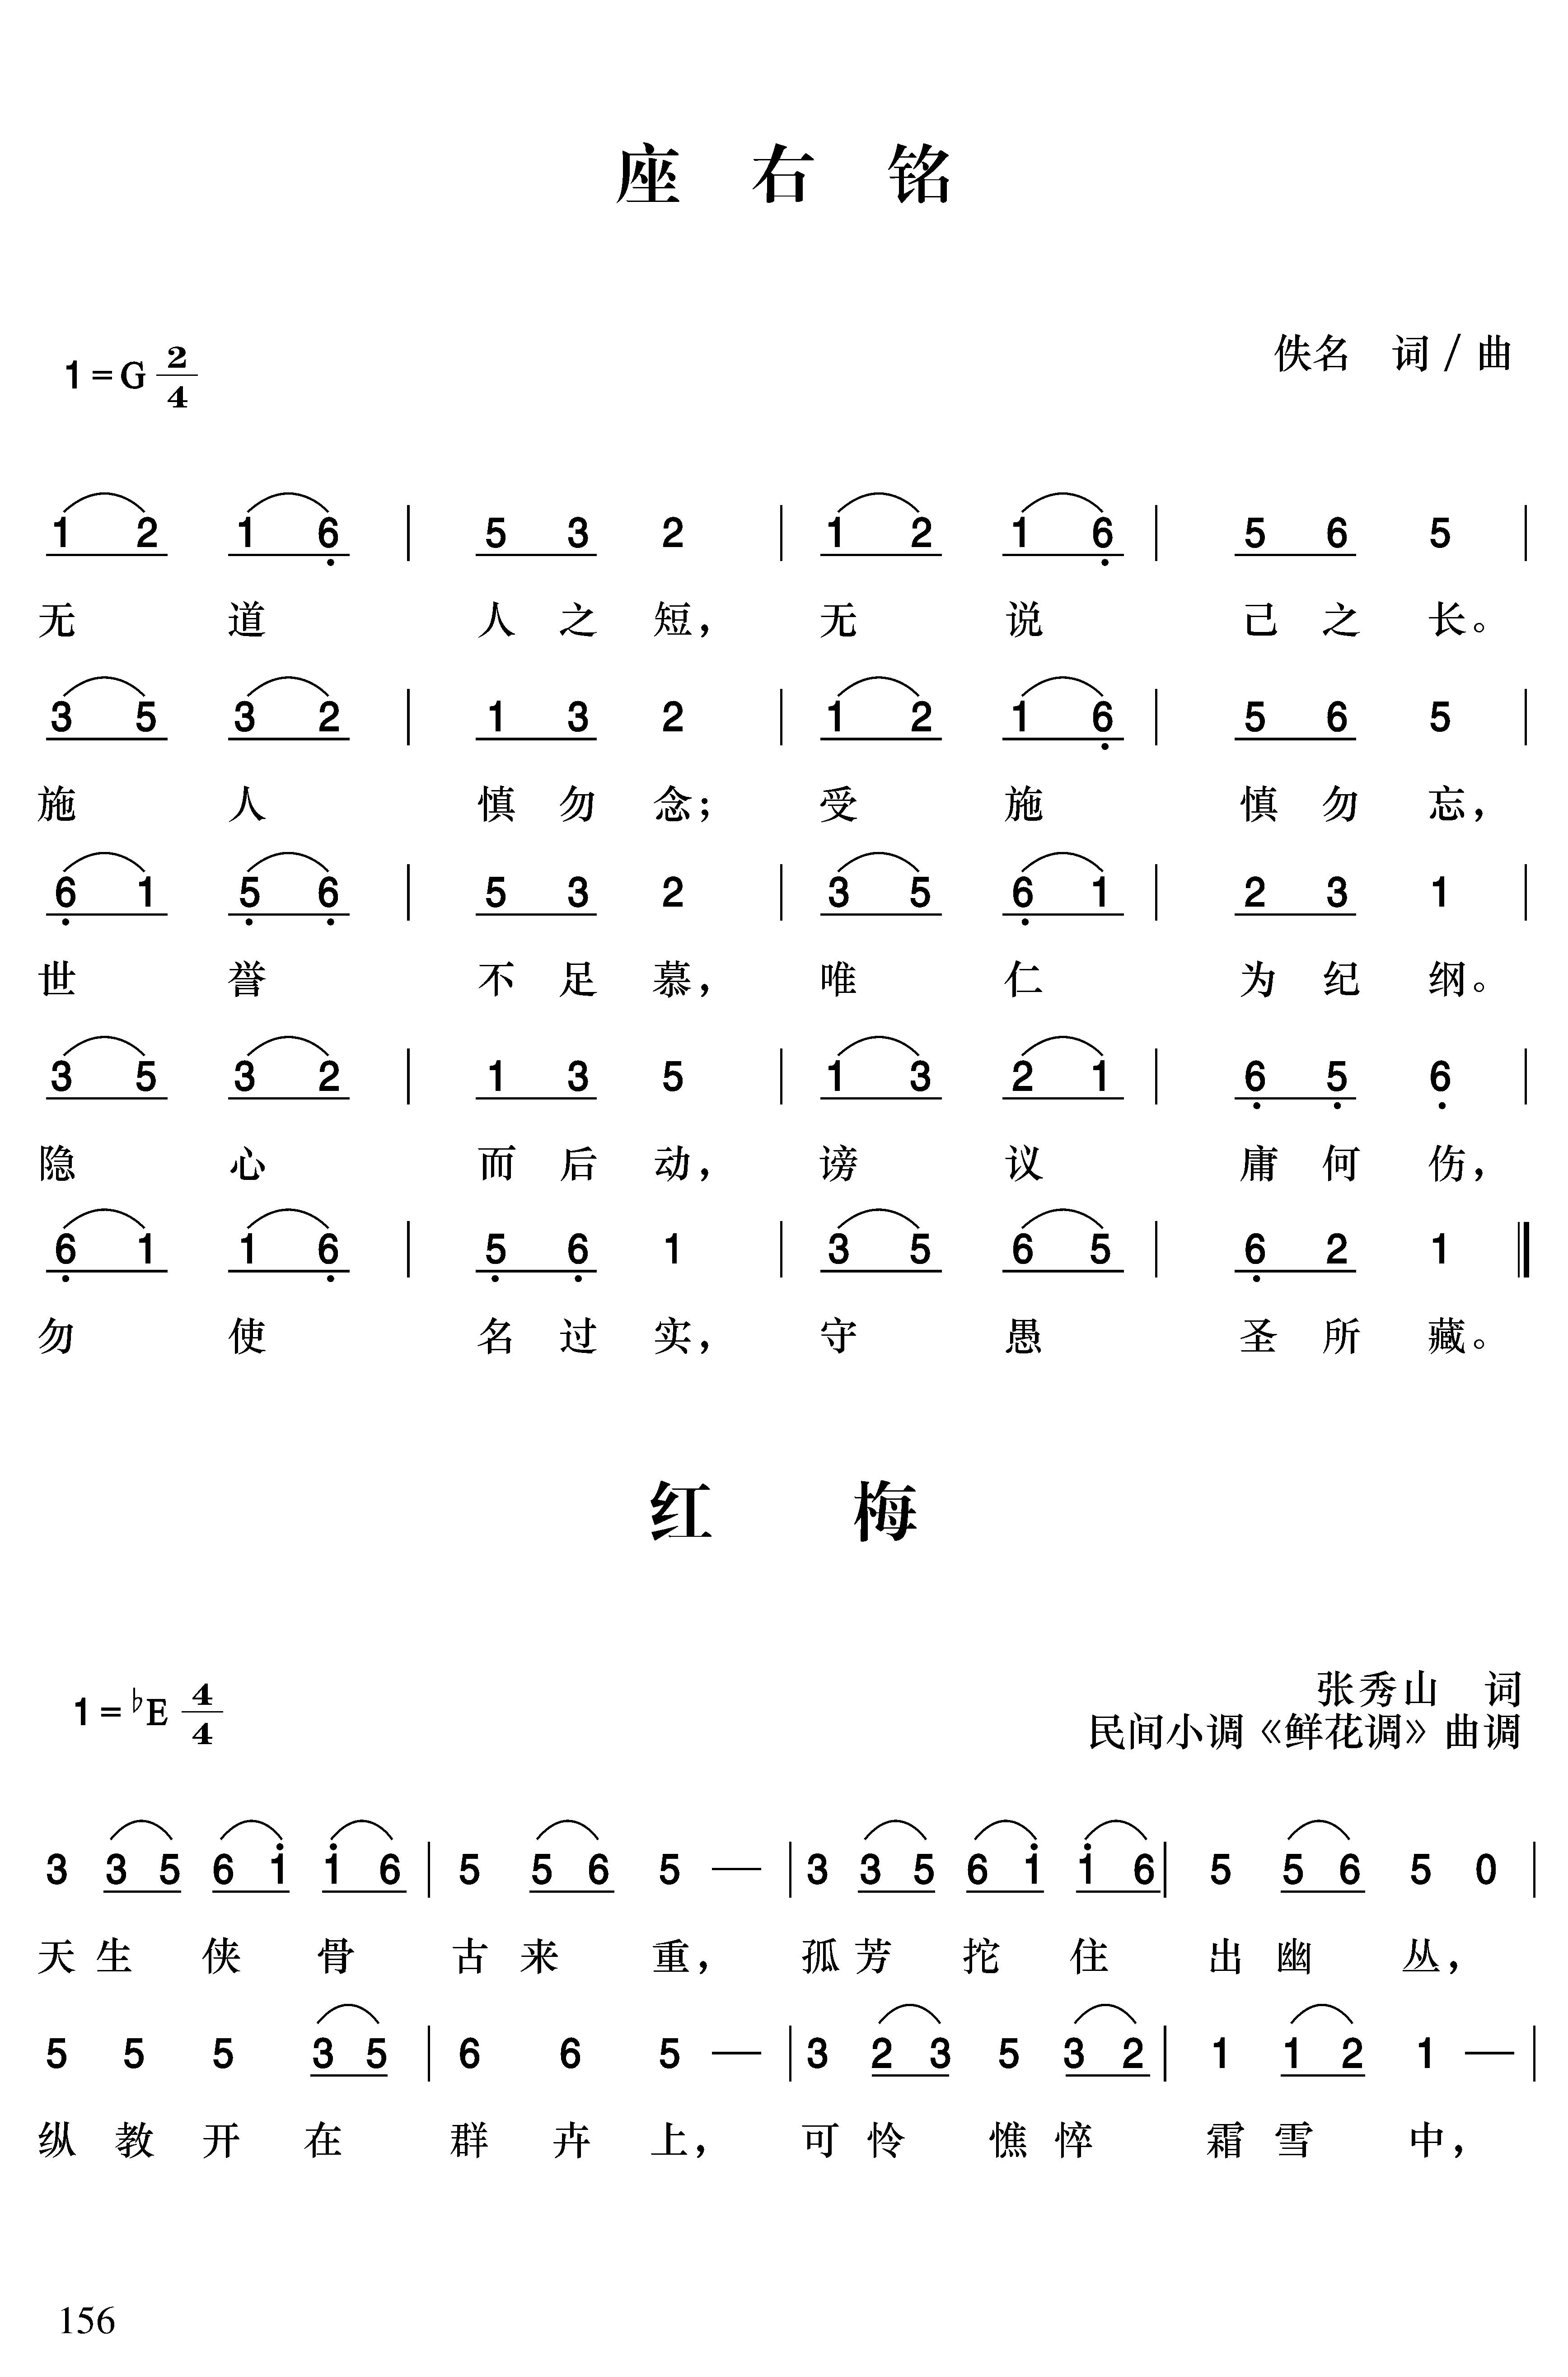 座右铭
佚名 词 / 曲
1=G 2/4
1 2 1 6̣ | 5 3 2 | 1 2 1 6̣ | 5 6 5 |
无 道 人 之 短， 无 说 己 之 长。
3 5 3 2 | 1 3 2 | 1 2 1 6̣ | 5 6 5 |
施 人 慎 勿 念； 受 施 慎 勿 忘，
6̣ 1 5̣ 6̣ | 5 3 2 | 3 5 6̣ 1 | 2 3 1 |
世 誉 不 足 慕， 唯 仁 为 纪 纲。
3 5 3 2 | 1 3 5 | 1 3 2 1 | 6̣ 5̣ 6̣ |
隐 心 而 后 动， 谤 议 庸 何 伤，
6̣ 1 1 6̣ | 5̣ 6̣ 1 | 3 5 6 5 | 6̣ 2 1 ‖
勿 使 名 过 实， 守 愚 圣 所 藏。
红梅
张秀山 词
1=♭E 4/4
民间小调《鲜花调》曲调
3 3 5 6 i̇ i̇ 6 | 5 5 6 5 — | 3 3 5 6 i̇ i̇ 6 | 5 5 6 5 0 |
天 生 侠 骨 古 来 重， 孤 芳 挖 住 出 幽 丛，
5 5 5 3 5 | 6 6 5 — | 3 2 3 5 3 2 | 1 1 2 1 — |
纵 教 开 在 群 卉 上， 可 怜 憔 悴 霜 雪 中，
156